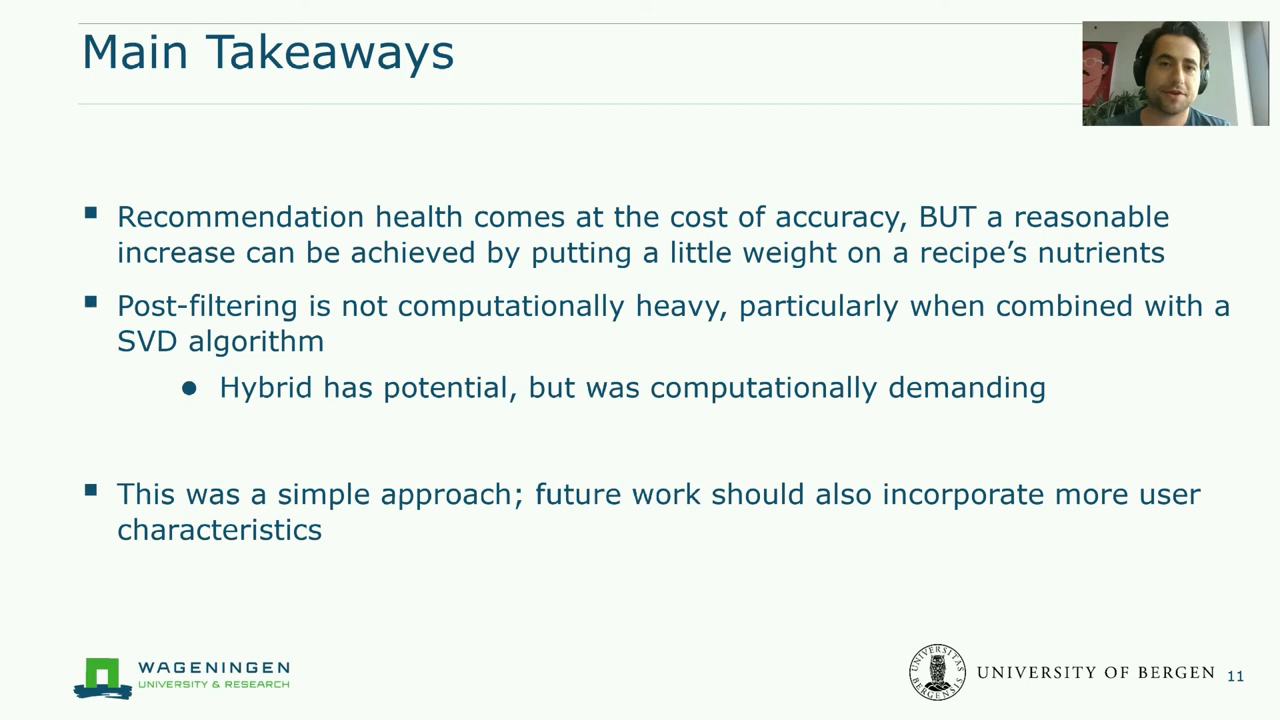 Main Takeaways
Recommendation health comes at the cost of accuracy, BUT a reasonable
increase can be achieved by putting a little weight on a recipe’s nutrients
Post-filtering is not computationally heavy, particularly when combined with a
SVD algorithm
Hybrid has potential, but was computationally demanding
This was a simple approach; future work should also incorporate more user
characteristics
WAGENINGEN
UNIVERSITY & RESEARCH
UNIVERSITAS
BERGENSIS
UNIVERSITY OF BERGEN
11